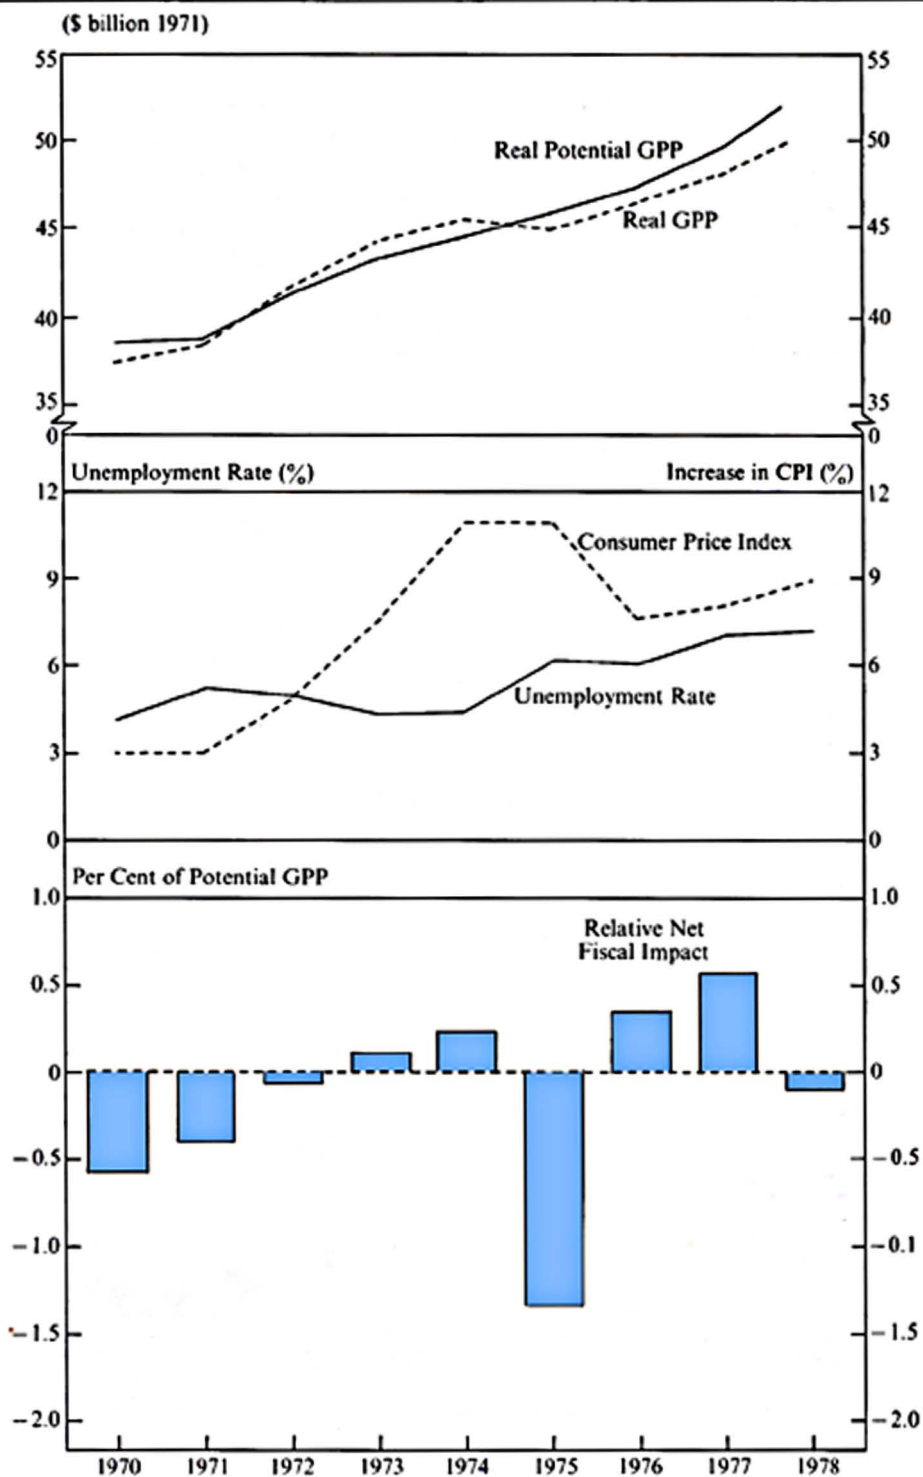 ($ billion 1971)
55 55
50 50
Real Potential GPP
45 45
Real GPP
40 40
35 35
0 0
Unemployment Rate (%) Increase in CPI (%)
12 12
Consumer Price Index
9 9
6 6
Unemployment Rate
3 3
0 0
Per Cent of Potential GPP
1.0 1.0
Relative Net
Fiscal Impact
0.5 0.5
0 0
−0.5 −0.5
−1.0 −0.1
−1.5 −1.5
−2.0 −2.0
1970 1971 1972 1973 1974 1975 1976 1977 1978